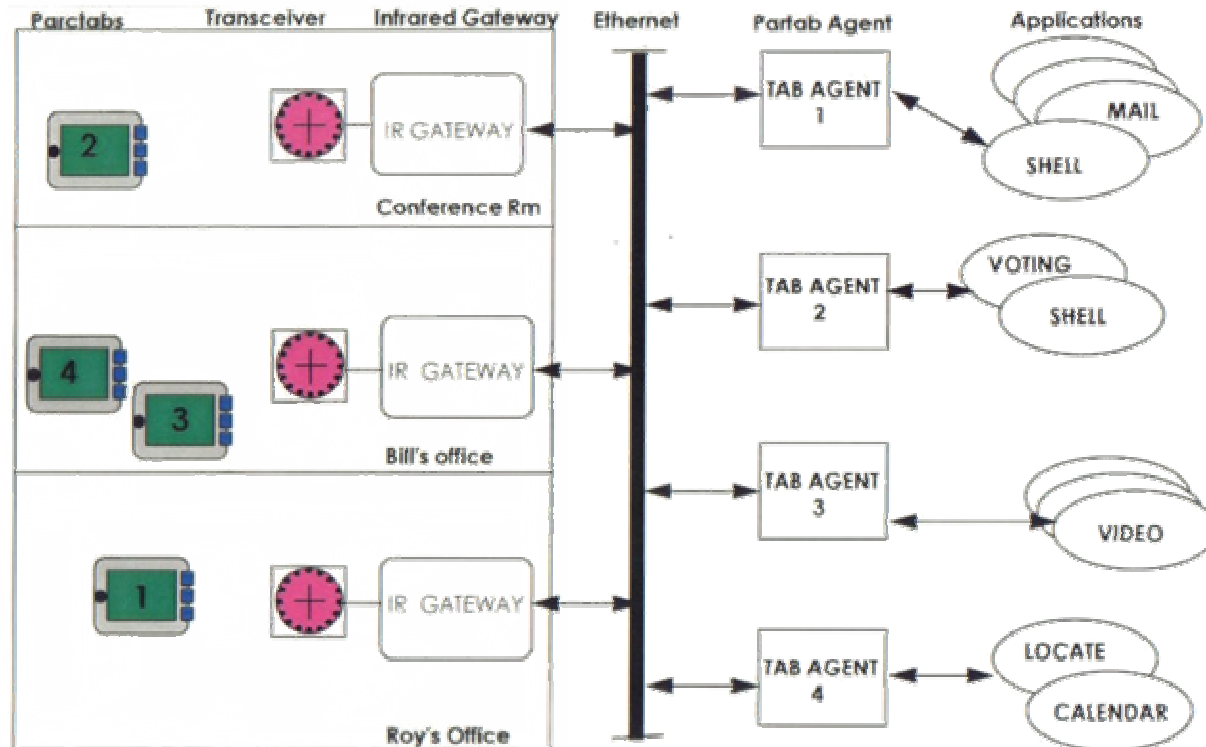 Parctabs Transceiver Infrared Gateway Ethernet Partab Agent Applications
2
IR GATEWAY
Conference Rm
TAB AGENT
1
MAIL
SHELL
4
3
IR GATEWAY
Bill's office
TAB AGENT
2
VOTING
SHELL
TAB AGENT
3
VIDEO
1
IR GATEWAY
Roy's Office
TAB AGENT
4
LOCATE
CALENDAR